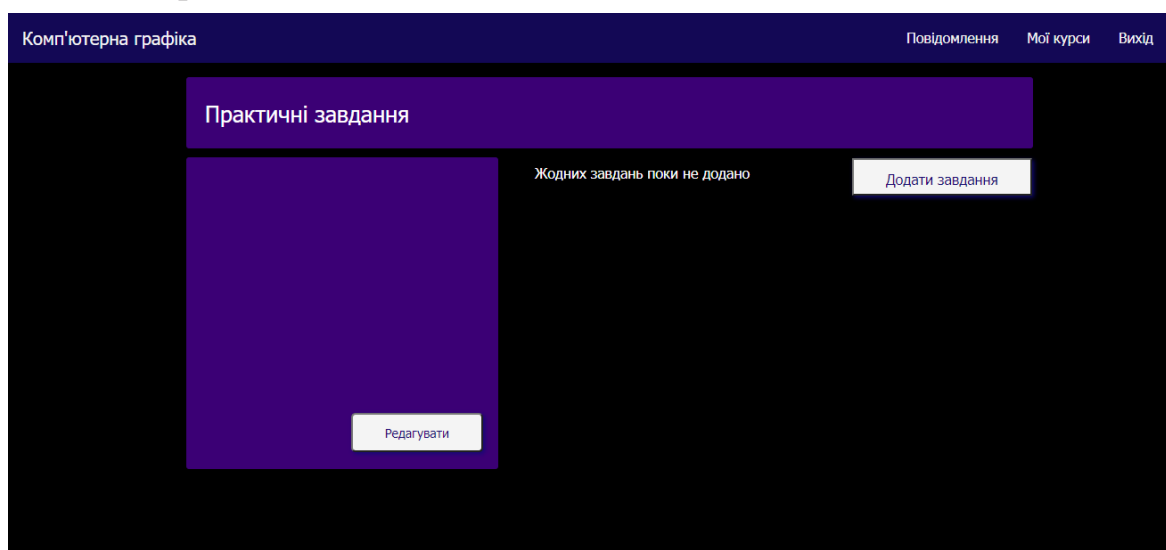 Комп'ютерна графіка
Повідомлення Мої курси Вихід
Практичні завдання
Жодних завдань поки не додано
Додати завдання
Редагувати